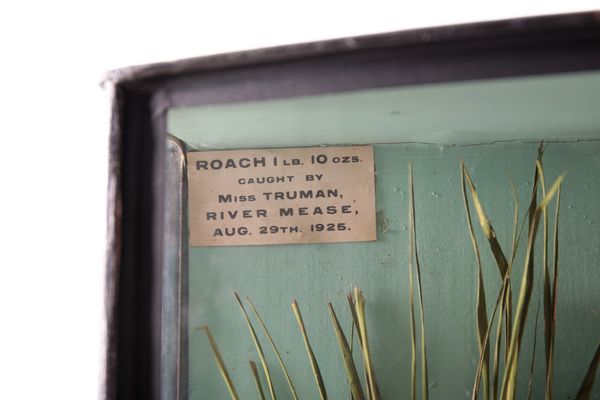 ROACH 1 LB. 10 OZS.
CAUGHT BY
MISS TRUMAN,
RIVER MEASE,
AUG. 29TH. 1925.